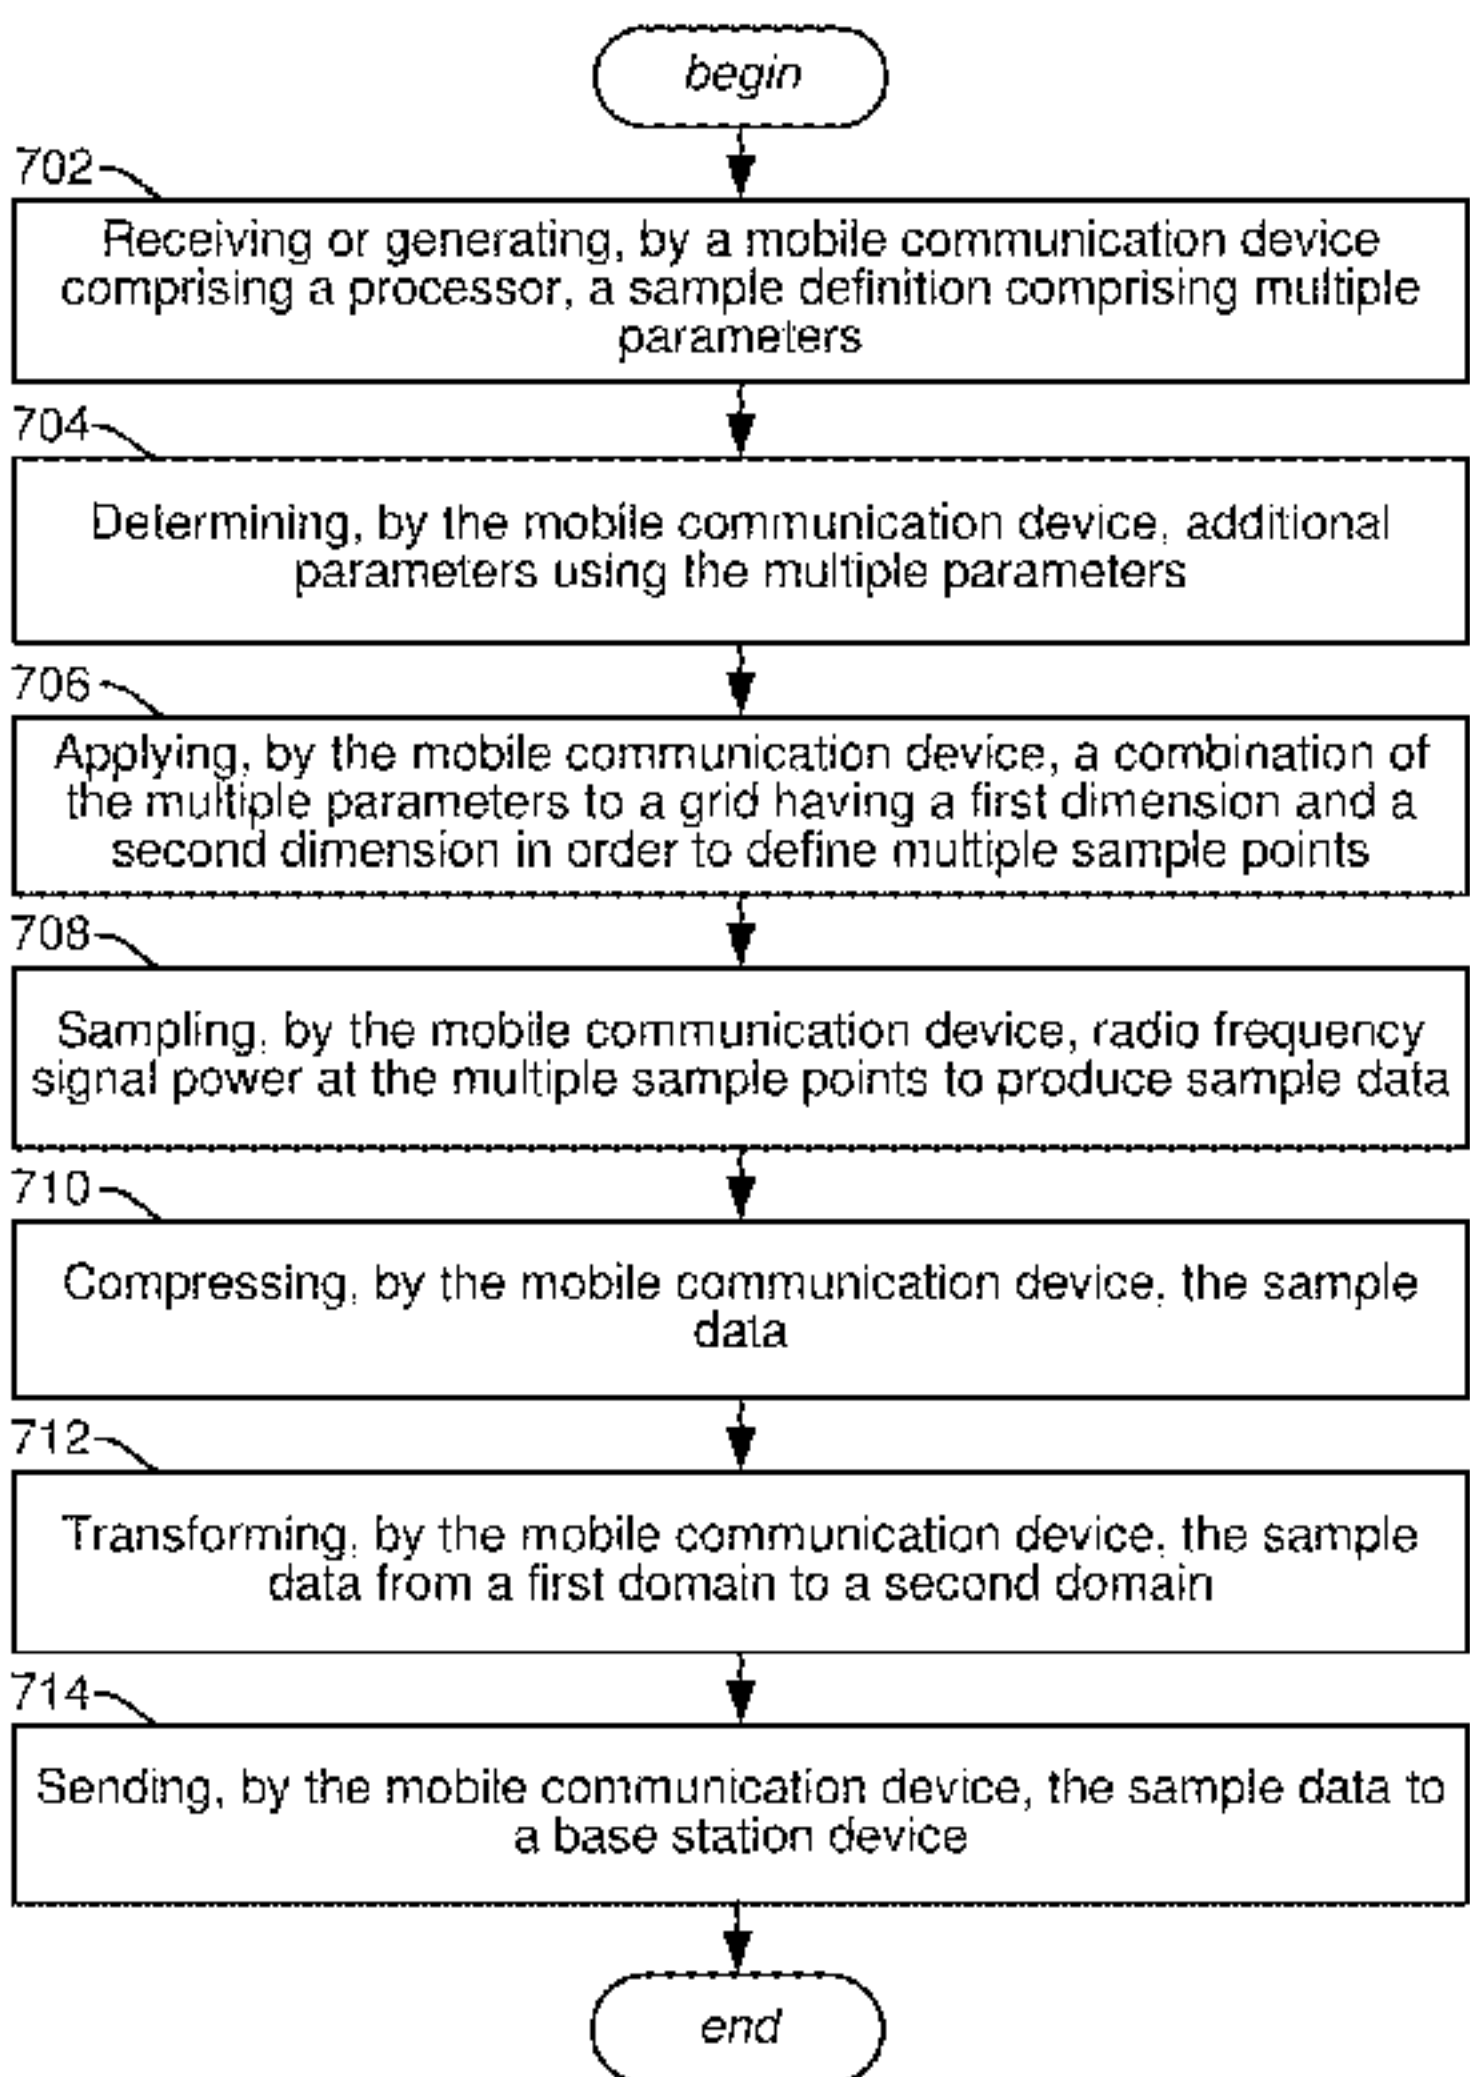 begin
702
Receiving or generating, by a mobile communication device
comprising a processor, a sample definition comprising multiple
parameters
704
Determining, by the mobile communication device, additional
parameters using the multiple parameters
706
Applying, by the mobile communication device, a combination of
the multiple parameters to a grid having a first dimension and a
second dimension in order to define multiple sample points
708
Sampling, by the mobile communication device, radio frequency
signal power at the multiple sample points to produce sample data
710
Compressing, by the mobile communication device, the sample
data
712
Transforming, by the mobile communication device, the sample
data from a first domain to a second domain
714
Sending, by the mobile communication device, the sample data to
a base station device
end